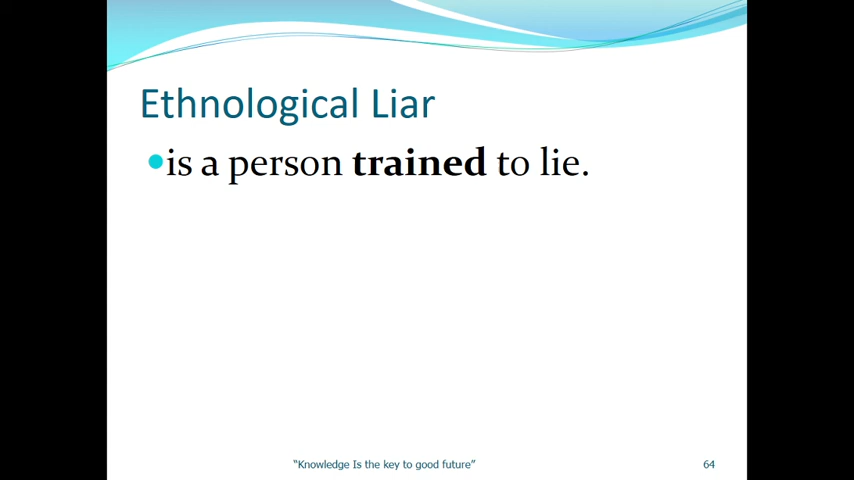 Ethnological Liar
•is a person trained to lie.
“Knowledge Is the key to good future” 64